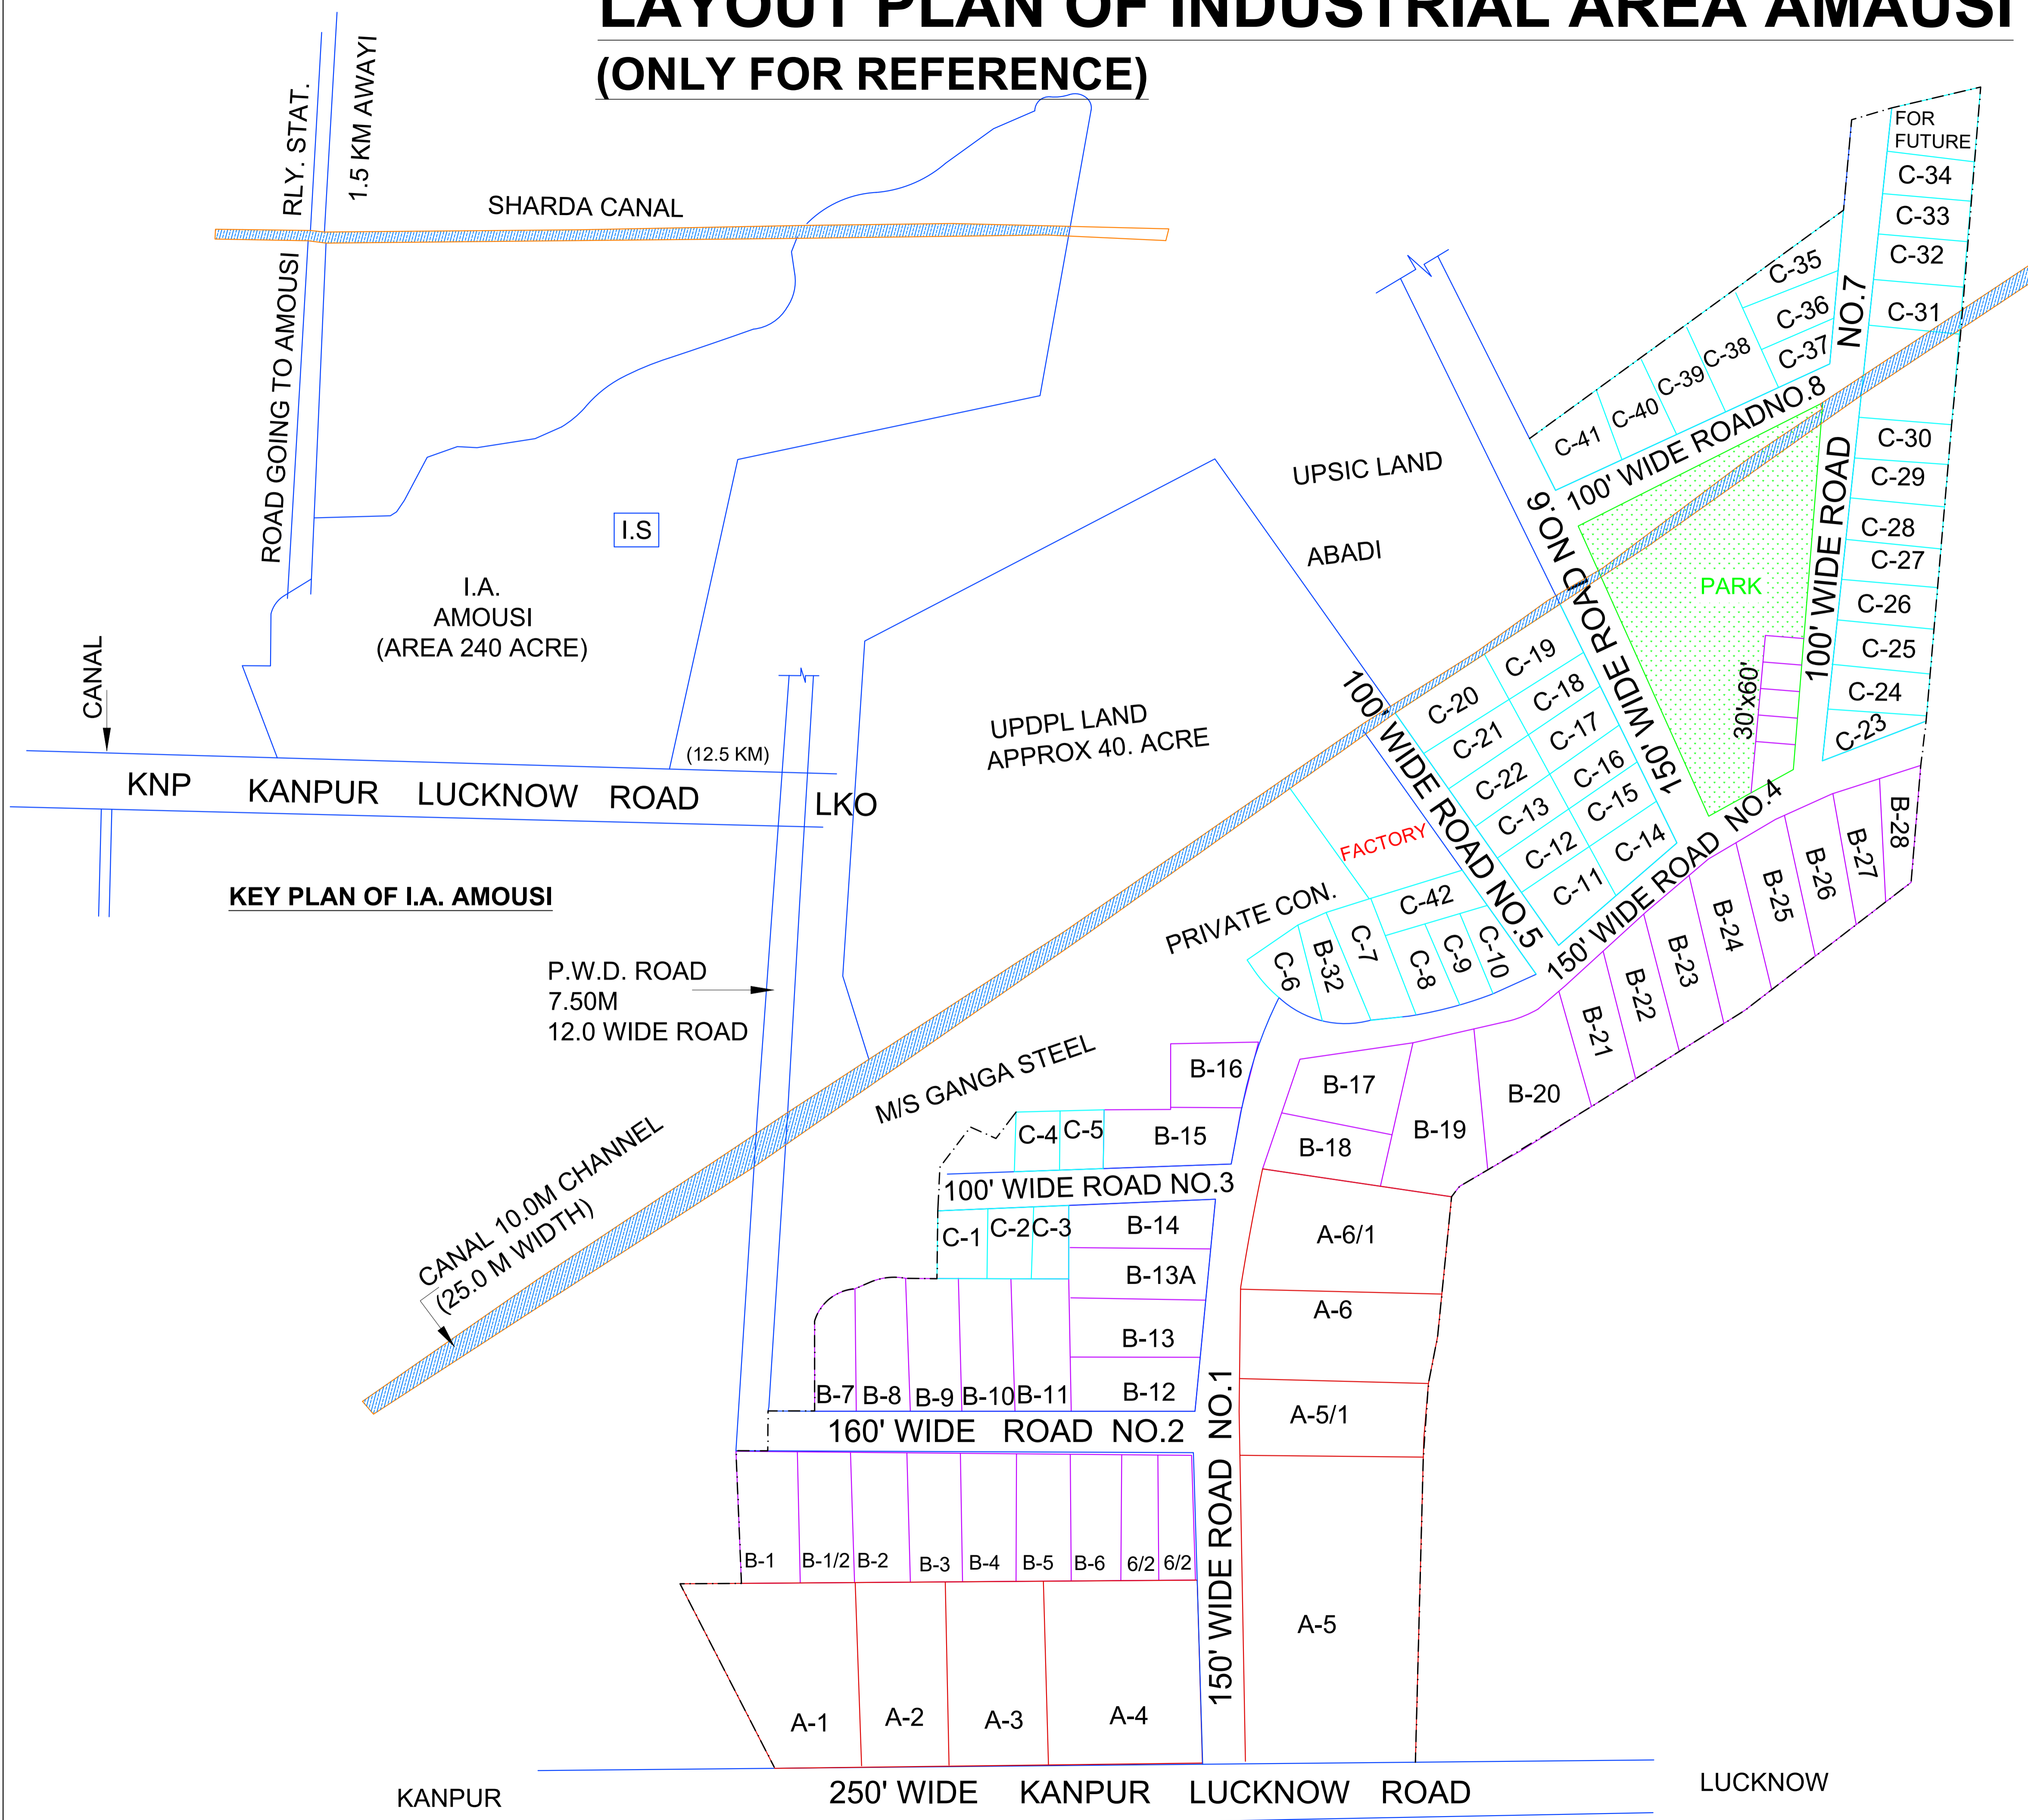 LAYOUT PLAN OF INDUSTRIAL AREA AMAUSI
(ONLY FOR REFERENCE)
ROAD GOING TO AMOUSI RLY. STAT.
1.5 KM AWAYI
SHARDA CANAL
I.S
I.A.
AMOUSI
(AREA 240 ACRE)
CANAL
(12.5 KM)
KNP KANPUR LUCKNOW ROAD LKO
KEY PLAN OF I.A. AMOUSI
P.W.D. ROAD
7.50M
12.0 WIDE ROAD
CANAL 10.0M CHANNEL
(25.0 M WIDTH)
UPDPL LAND
APPROX 40. ACRE
UPSIC LAND
ABADI
M/S GANGA STEEL
PRIVATE CON.
FACTORY
FOR
FUTURE
C-34
C-33
C-32
C-31
C-30
C-29
C-28
C-27
C-26
C-25
C-24
C-23
C-35
C-36
C-37
C-38
C-39
C-40
C-41
100' WIDE ROADNO.8
100' WIDE ROAD NO.7
PARK
30'x60'
150' WIDE ROAD NO.6
C-19
C-20
C-18
C-21
C-17
C-22
C-16
C-13
C-15
C-12
C-14
C-11
100' WIDE ROAD NO.5
150' WIDE ROAD NO.4
C-42
C-6
B-32
C-7
C-8
C-9
C-10
B-28
B-27
B-26
B-25
B-24
B-23
B-22
B-21
B-20
B-19
B-17
B-18
B-16
C-4
C-5
B-15
100' WIDE ROAD NO.3
C-1
C-2
C-3
B-14
B-13A
B-13
B-12
B-7
B-8
B-9
B-10
B-11
160' WIDE ROAD NO.2
B-1
B-1/2
B-2
B-3
B-4
B-5
B-6
6/2
6/2
150' WIDE ROAD NO.1
A-6/1
A-6
A-5/1
A-5
A-1
A-2
A-3
A-4
KANPUR
250' WIDE KANPUR LUCKNOW ROAD
LUCKNOW